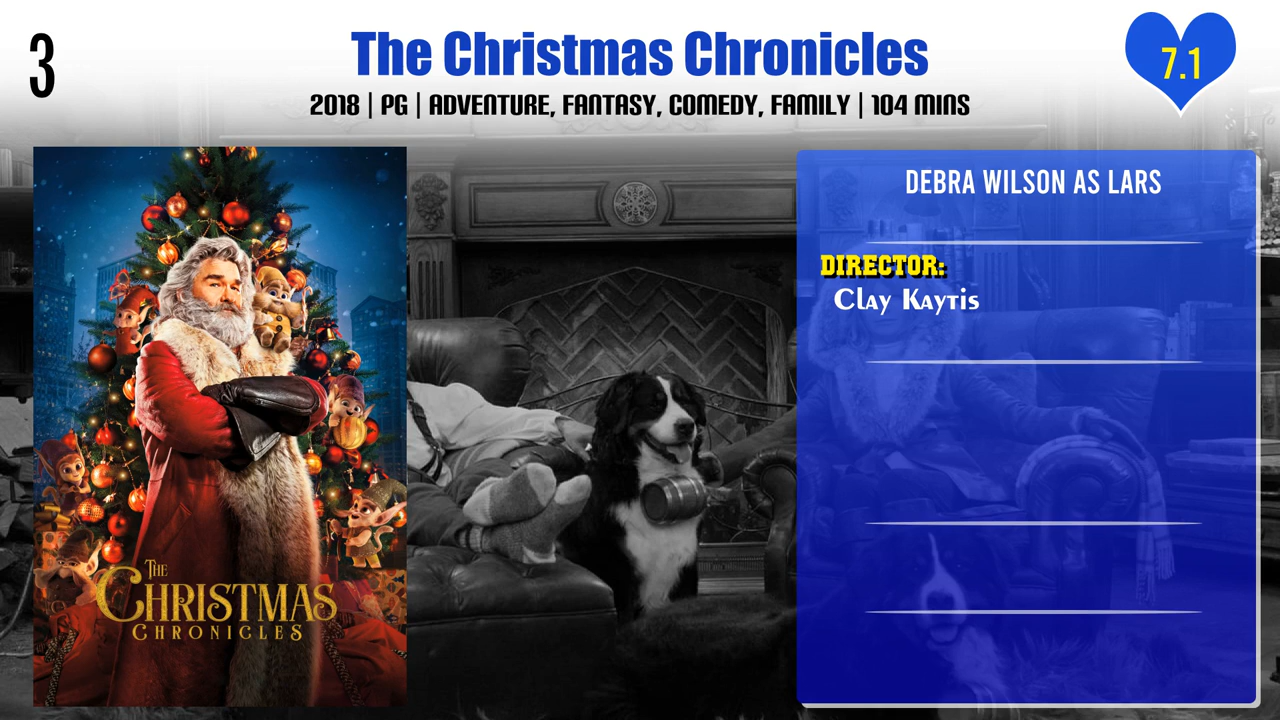 3
The Christmas Chronicles
2018 | PG | ADVENTURE, FANTASY, COMEDY, FAMILY | 104 MINS
7.1
THE
CHRISTMAS
CHRONICLES
DEBRA WILSON AS LARS
DIRECTOR:
Clay Kaytis